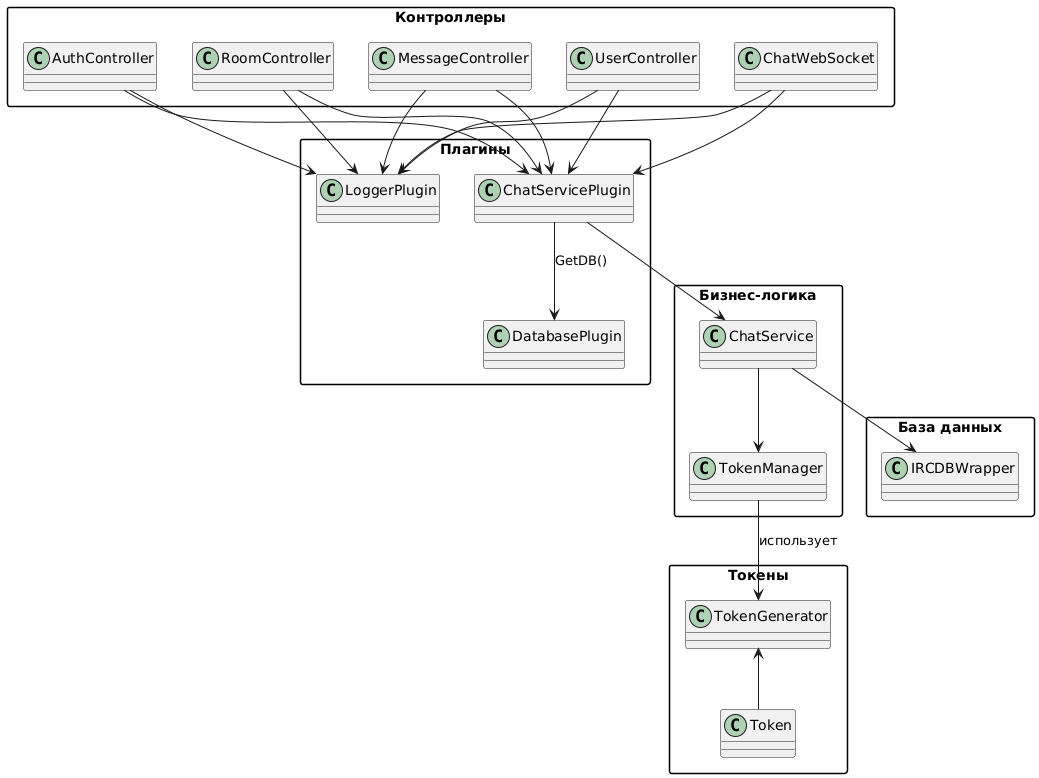 Контроллеры
C AuthController
C RoomController
C MessageController
C UserController
C ChatWebSocket
Плагины
C LoggerPlugin
C ChatServicePlugin
GetDB()
C DatabasePlugin
Бизнес-логика
C ChatService
C TokenManager
База данных
C IRCDBWrapper
использует
Токены
C TokenGenerator
C Token